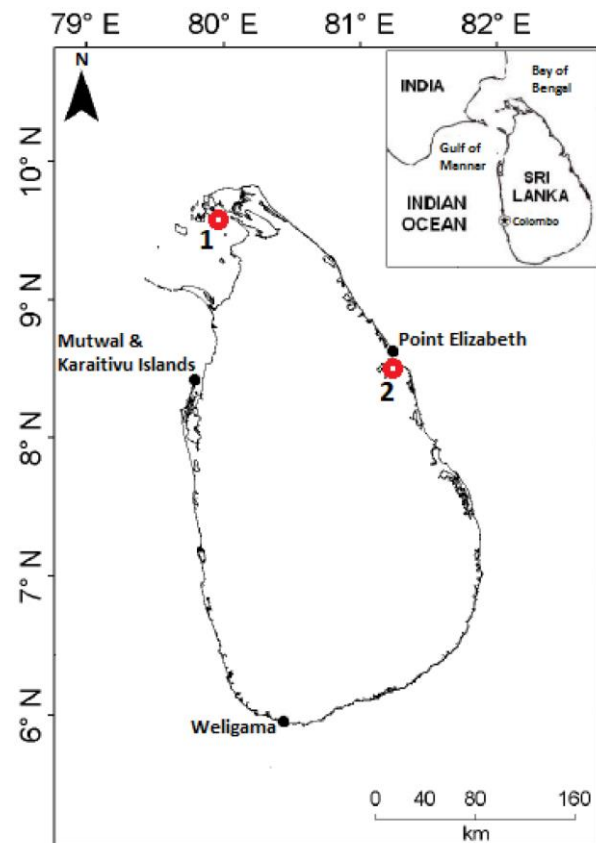 79° E
80° E
81° E
82° E
N
INDIA
Bay of
Bengal
Gulf of
Mannar
SRI
LANKA
INDIAN
OCEAN
Colombo
10° N
9° N
8° N
7° N
6° N
1
Mutwal &
Karaitivu Islands
Point Elizabeth
2
Weligama
0 40 80 160
km